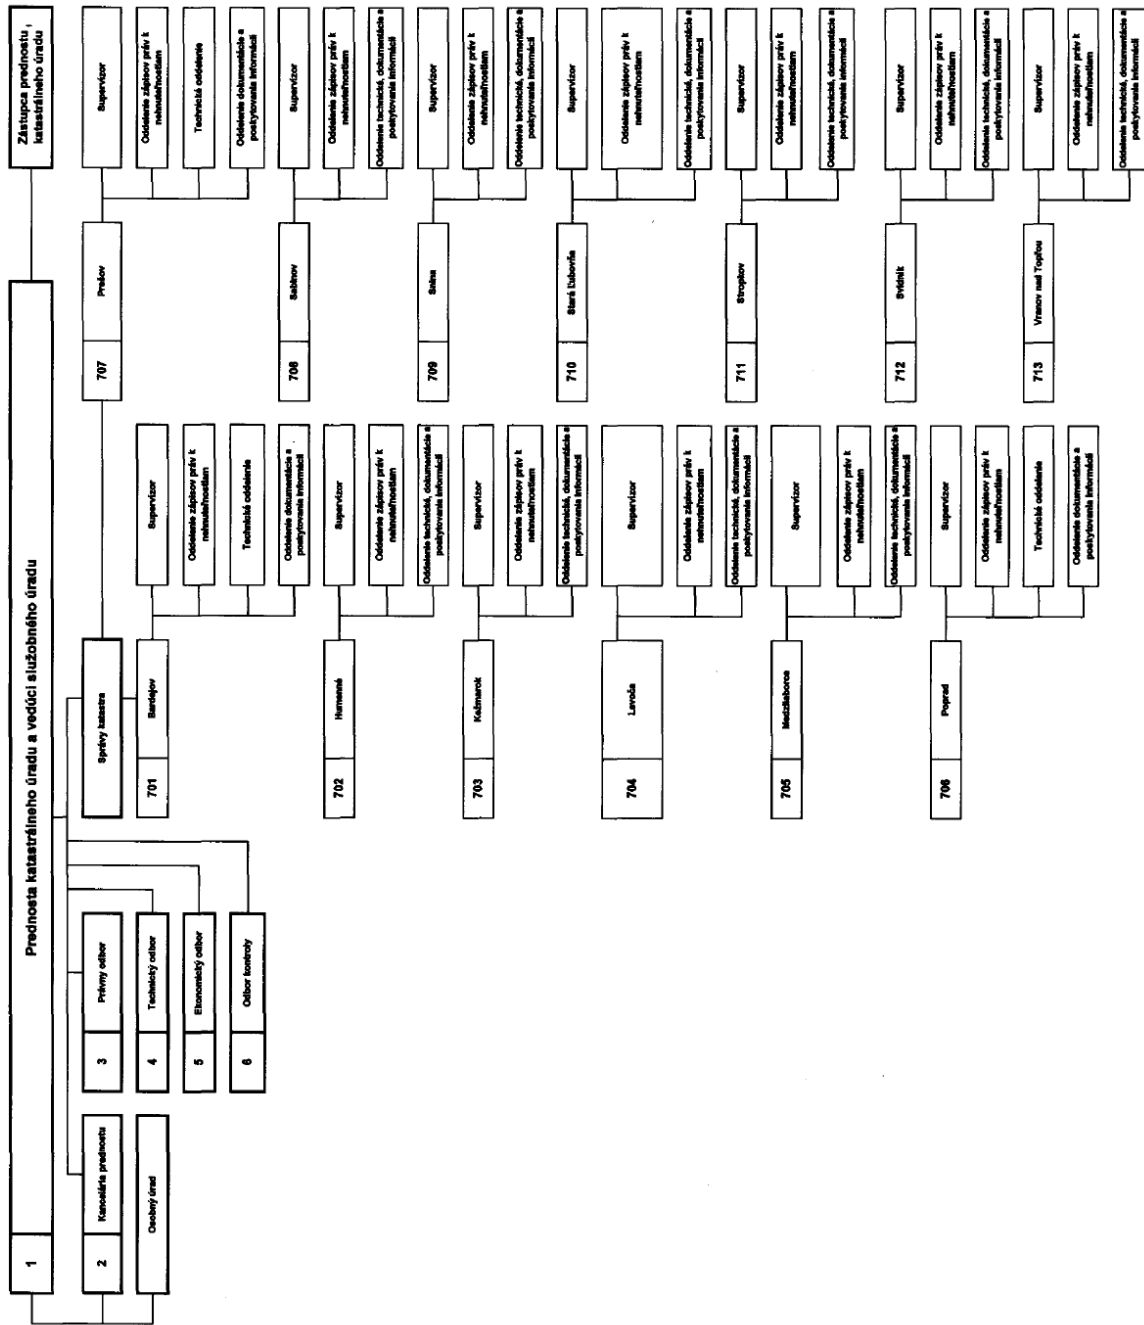 1
Prednosta katastrálneho úradu a vedúci služobného úradu
Zástupca prednostu
katastrálneho úradu
2
Kancelária prednostu
Osobný úrad
3
Právny odbor
4
Technický odbor
5
Ekonomický odbor
6
Odbor kontroly
Správy katastra
701
Bardejov
Supervízor
Oddelenie zápisov práv k
nehnuteľnostiam
Technické oddelenie
Oddelenie dokumentácie a
poskytovania informácií
702
Humenné
Supervízor
Oddelenie zápisov práv k
nehnuteľnostiam
Oddelenie technické, dokumentácie a
poskytovania informácií
703
Kežmarok
Supervízor
Oddelenie zápisov práv k
nehnuteľnostiam
Oddelenie technické, dokumentácie a
poskytovania informácií
704
Levoča
Supervízor
Oddelenie zápisov práv k
nehnuteľnostiam
Oddelenie technické, dokumentácie a
poskytovania informácií
705
Medzilaborce
Supervízor
Oddelenie zápisov práv k
nehnuteľnostiam
Oddelenie technické, dokumentácie a
poskytovania informácií
706
Poprad
Supervízor
Oddelenie zápisov práv k
nehnuteľnostiam
Technické oddelenie
Oddelenie dokumentácie a
poskytovania informácií
707
Prešov
Supervízor
Oddelenie zápisov práv k
nehnuteľnostiam
Technické oddelenie
Oddelenie dokumentácie a
poskytovania informácií
708
Sabinov
Supervízor
Oddelenie zápisov práv k
nehnuteľnostiam
Oddelenie technické, dokumentácie a
poskytovania informácií
709
Snina
Supervízor
Oddelenie zápisov práv k
nehnuteľnostiam
Oddelenie technické, dokumentácie a
poskytovania informácií
710
Stará Ľubovňa
Supervízor
Oddelenie zápisov práv k
nehnuteľnostiam
Oddelenie technické, dokumentácie a
poskytovania informácií
711
Stropkov
Supervízor
Oddelenie zápisov práv k
nehnuteľnostiam
Oddelenie technické, dokumentácie a
poskytovania informácií
712
Svidník
Supervízor
Oddelenie zápisov práv k
nehnuteľnostiam
Oddelenie technické, dokumentácie a
poskytovania informácií
713
Vranov nad Topľou
Supervízor
Oddelenie zápisov práv k
nehnuteľnostiam
Oddelenie technické, dokumentácie a
poskytovania informácií